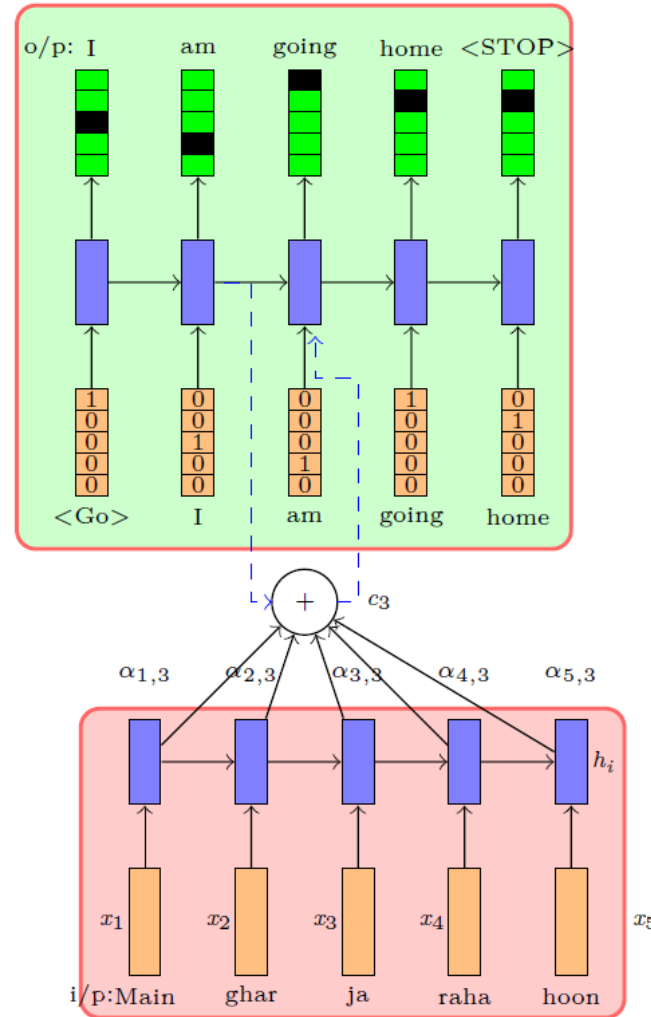 o/p: I am going home <STOP>
1 0 0 1 0
0 0 0 0 1
0 1 0 0 0
0 0 1 0 0
0 0 0 0 0
<Go> I am going home
+ c3
α1,3 α2,3 α3,3 α4,3 α5,3
hi
x1 x2 x3 x4 x5
i/p:Main ghar ja raha hoon